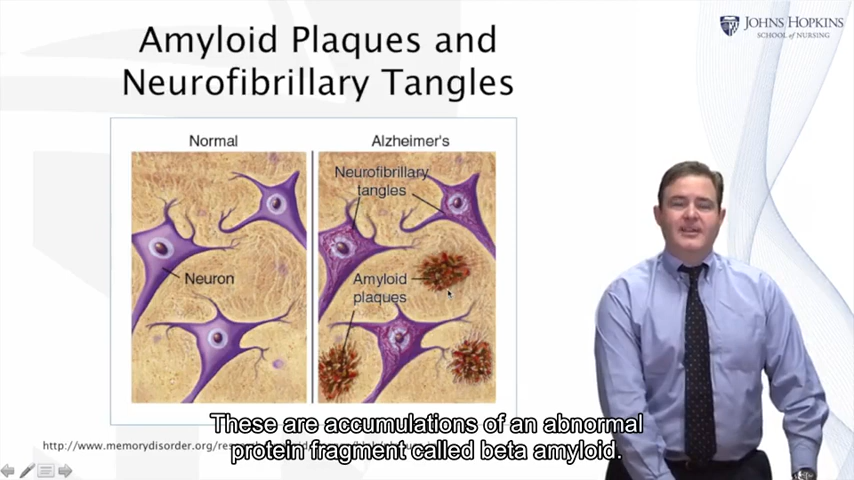 Amyloid Plaques and
Neurofibrillary Tangles
JOHNS HOPKINS
SCHOOL of NURSING
Normal
Alzheimer's
Neurofibrillary
tangles
Neuron
Amyloid
plaques
These are accumulations of an abnormal
http://www.memorydisorder.org/
protein fragment called beta amyloid.